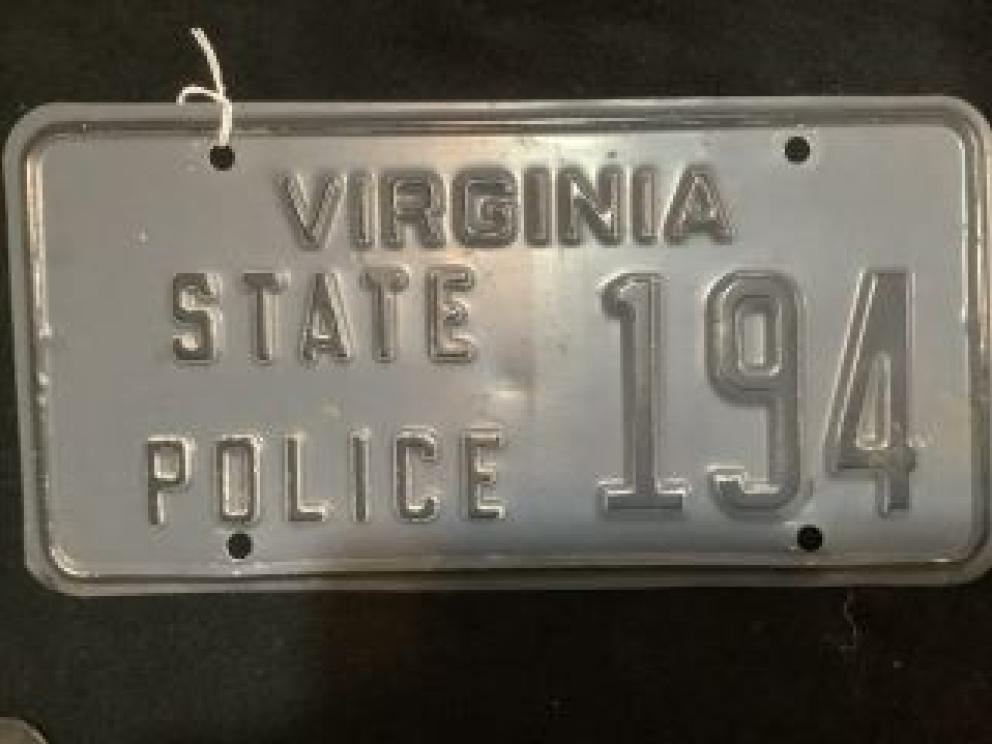 VIRGINIA
STATE 194
POLICE